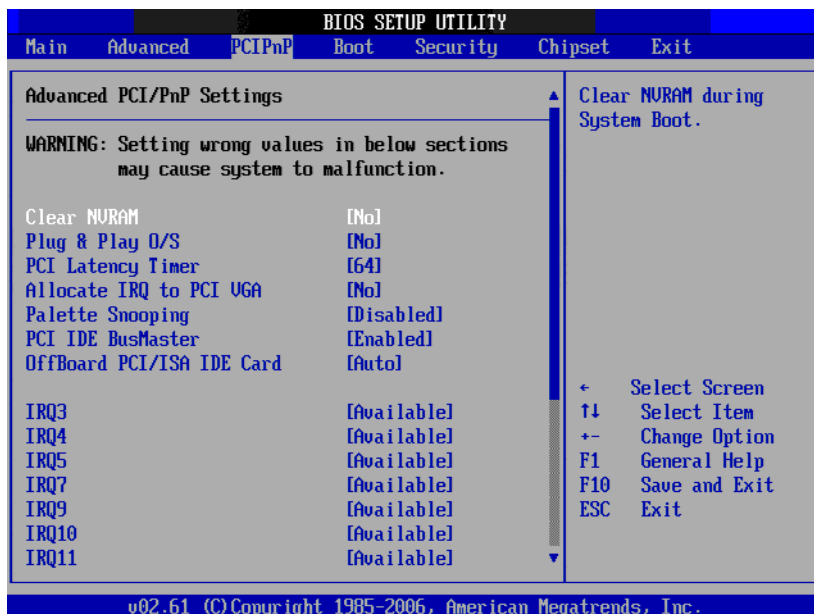 BIOS SETUP UTILITY
Main Advanced PCIPnP Boot Security Chipset Exit
Advanced PCI/PnP Settings
WARNING: Setting wrong values in below sections
may cause system to malfunction.
Clear NVRAM [No]
Plug & Play O/S [No]
PCI Latency Timer [64]
Allocate IRQ to PCI VGA [No]
Palette Snooping [Disabled]
PCI IDE BusMaster [Enabled]
OffBoard PCI/ISA IDE Card [Auto]
IRQ3 [Available]
IRQ4 [Available]
IRQ5 [Available]
IRQ7 [Available]
IRQ9 [Available]
IRQ10 [Available]
IRQ11 [Available]
Clear NVRAM during
System Boot.
← Select Screen
↑↓ Select Item
+- Change Option
F1 General Help
F10 Save and Exit
ESC Exit
v02.61 (C)Copyright 1985-2006, American Megatrends, Inc.